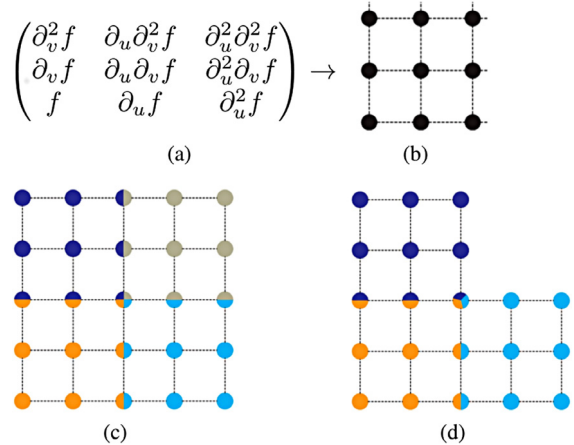 ∂_v^2 f ∂_u∂_v^2 f ∂_u^2∂_v^2 f
∂_v f ∂_u∂_v f ∂_u^2∂_v f →
f ∂_u f ∂_u^2 f
(a) (b)
(c) (d)